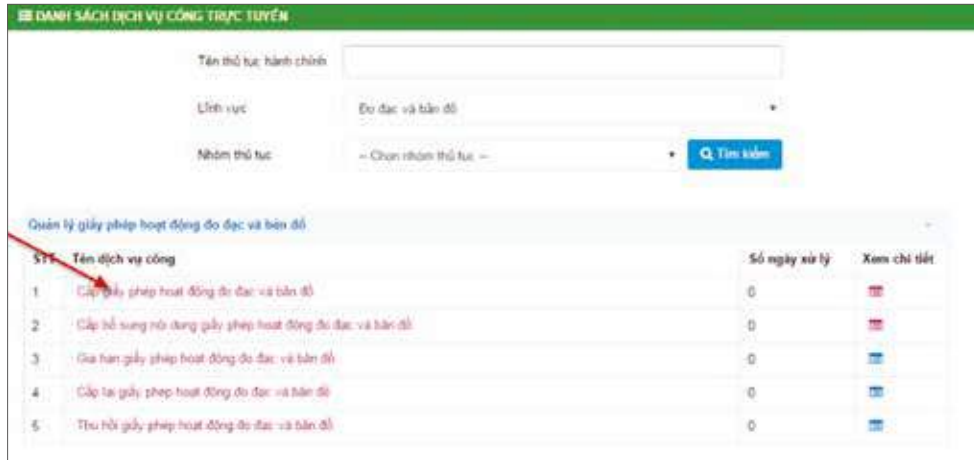 DANH SÁCH DỊCH VỤ CÔNG TRỰC TUYẾN
Tên thủ tục hành chính
Lĩnh vực Đo đạc và bản đồ
Nhóm thủ tục -- Chọn nhóm thủ tục -- Tìm kiếm
Quản lý giấy phép hoạt động đo đạc và bản đồ
STT Tên dịch vụ công Số ngày xử lý Xem chi tiết
1 Cấp giấy phép hoạt động đo đạc và bản đồ 0
2 Cấp bổ sung nội dung giấy phép hoạt động đo đạc và bản đồ 0
3 Gia hạn giấy phép hoạt động đo đạc và bản đồ 0
4 Cấp lại giấy phép hoạt động đo đạc và bản đồ 0
5 Thu hồi giấy phép hoạt động đo đạc và bản đồ 0